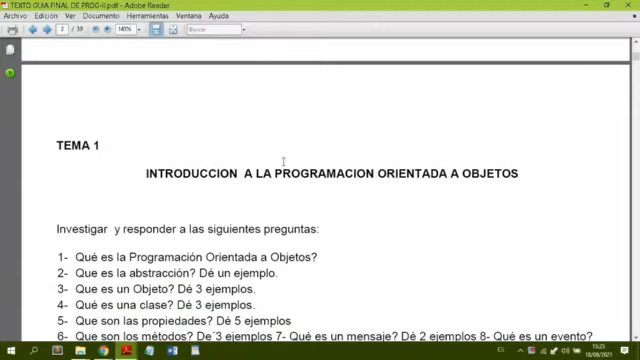 TEXTO GUIA FINAL DE PROG-II.pdf - Adobe Reader
Archivo Edición Ver Documento Herramientas Ventana Ayuda
2 / 39 143% Buscar
TEMA 1
INTRODUCCION A LA PROGRAMACION ORIENTADA A OBJETOS
Investigar y responder a las siguientes preguntas:
1- Qué es la Programación Orientada a Objetos?
2- Que es la abstracción? Dé un ejemplo.
3- Que es un Objeto? Dé 3 ejemplos.
4- Qué es una clase? Dé 3 ejemplos.
5- Que son las propiedades? Dé 5 ejemplos
6- Que son los métodos? De´3 ejemplos 7- Qué es un mensaje? Dé 2 ejemplos 8- Qué es un evento?
ES
15:25
18/09/2021